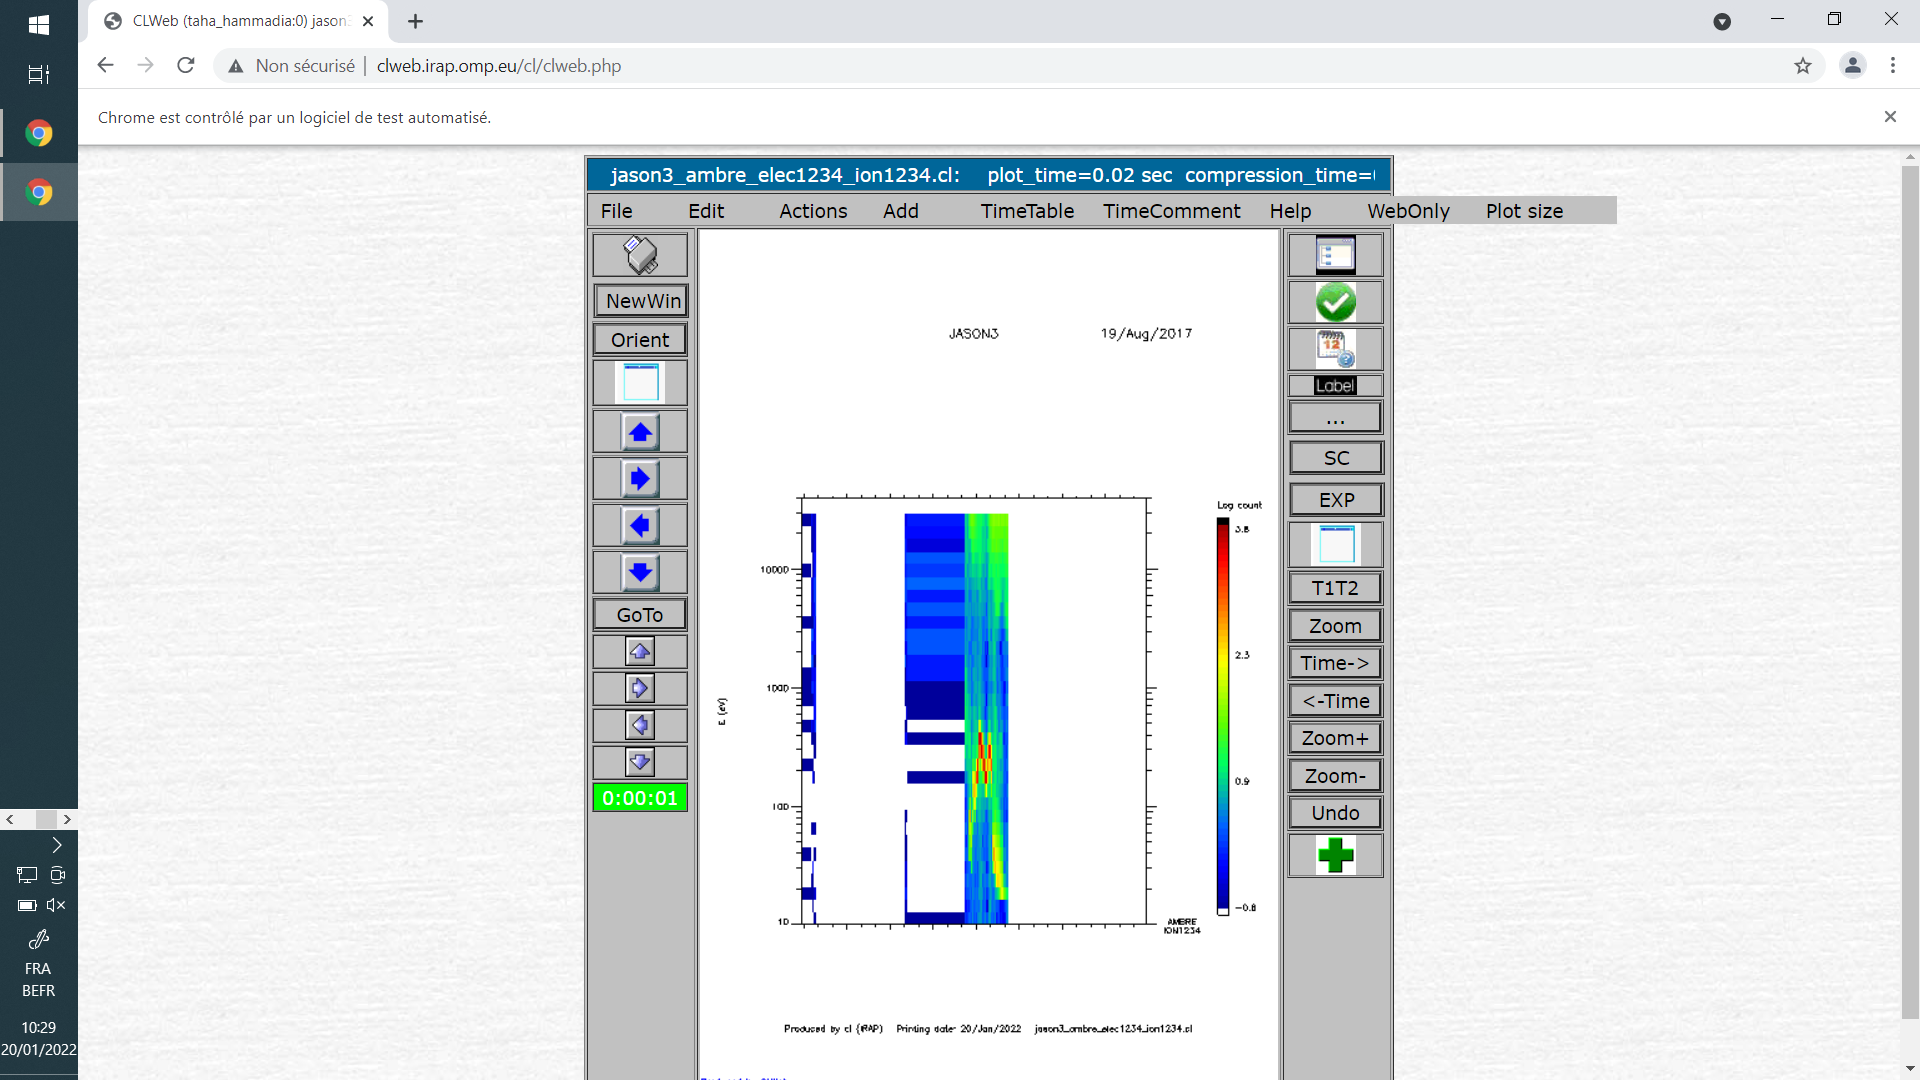 CLWeb (taha_hammadia:0) jason3
Non sécurisé | clweb.irap.omp.eu/cl/clweb.php
Chrome est contrôlé par un logiciel de test automatisé.
jason3_ambre_elec1234_ion1234.cl: plot_time=0.02 sec compression_time=
File Edit Actions Add TimeTable TimeComment Help WebOnly Plot size
NewWin
Orient
GoTo
0:00:01
JASON3 19/Aug/2017
Log count
3.8
2.3
0.9
-0.8
10000
1000
100
10
E (eV)
AMBRE
ION1234
Produced by cl (IRAP) Printing date: 20/Jan/2022 jason3_ambre_elec1234_ion1234.cl
12
Label
...
SC
EXP
T1T2
Zoom
Time->
<-Time
Zoom+
Zoom-
Undo
FRA
BEFR
10:29
20/01/2022